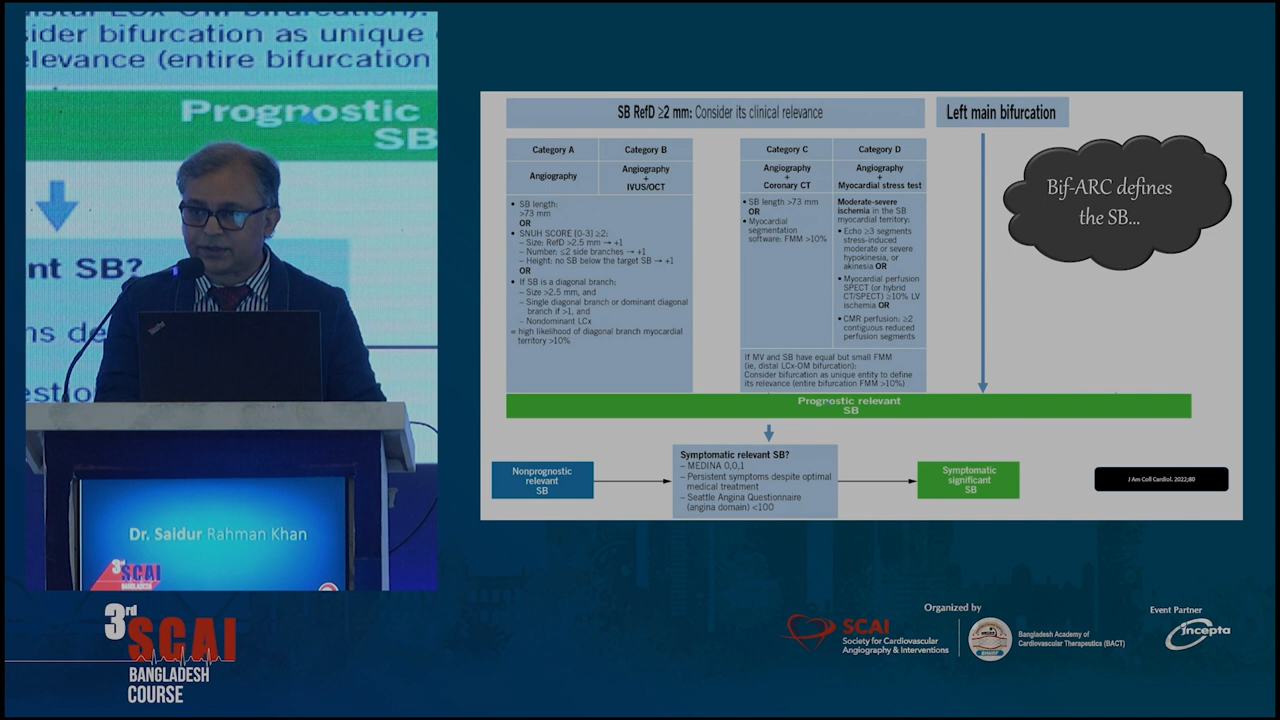 sider bifurcation as unique
elevance (entire bifurcation
Prognostic
SB
nt SB?
Dr. Saidur Rahman Khan
3rd SCAI
BANGLADESH
SB RefD ≥2 mm: Consider its clinical relevance
Left main bifurcation
Category A
Angiography
Category B
Angiography
+
IVUS/OCT
• SB length:
>73 mm
OR
• SNUH SCORE [0-3] ≥2:
– Size: RefD >2.5 mm → +1
– Number: ≤2 side branches → +1
– Height: no SB below the target SB → +1
OR
• If SB is a diagonal branch:
– Size >2.5 mm, and
– Single diagonal branch or dominant diagonal
branch if >1, and
– Nondominant LCx
= high likelihood of diagonal branch myocardial
territory >10%
Category C
Angiography
+
Coronary CT
• SB length >73 mm
OR
• Myocardial
segmentation
software: FMM >10%
Category D
Angiography
+
Myocardial stress test
Moderate-severe
ischemia in the SB
myocardial territory:
• Echo ≥3 segments
stress-induced
moderate or severe
hypokinesia, or
akinesia OR
• Myocardial perfusion
SPECT (or hybrid
CT/SPECT) ≥10% LV
ischemia OR
• CMR perfusion: ≥2
contiguous reduced
perfusion segments
If MV and SB have equal but small FMM
(ie, distal LCx-OM bifurcation):
Consider bifurcation as unique entity to define
its relevance (entire bifurcation FMM >10%)
Bif-ARC defines
the SB...
Prognostic relevant
SB
Nonprognostic
relevant
SB
Symptomatic relevant SB?
– MEDINA 0,0,1
– Persistent symptoms despite optimal
medical treatment
– Seattle Angina Questionnaire
(angina domain) <100
Symptomatic
significant
SB
J Am Coll Cardiol. 2022;80
3rd
SCAI
BANGLADESH
COURSE
Organized by
SCAI
Society for Cardiovascular
Angiography & Interventions
Bangladesh Academy of
Cardiovascular Therapeutics (BACT)
Event Partner
incepta